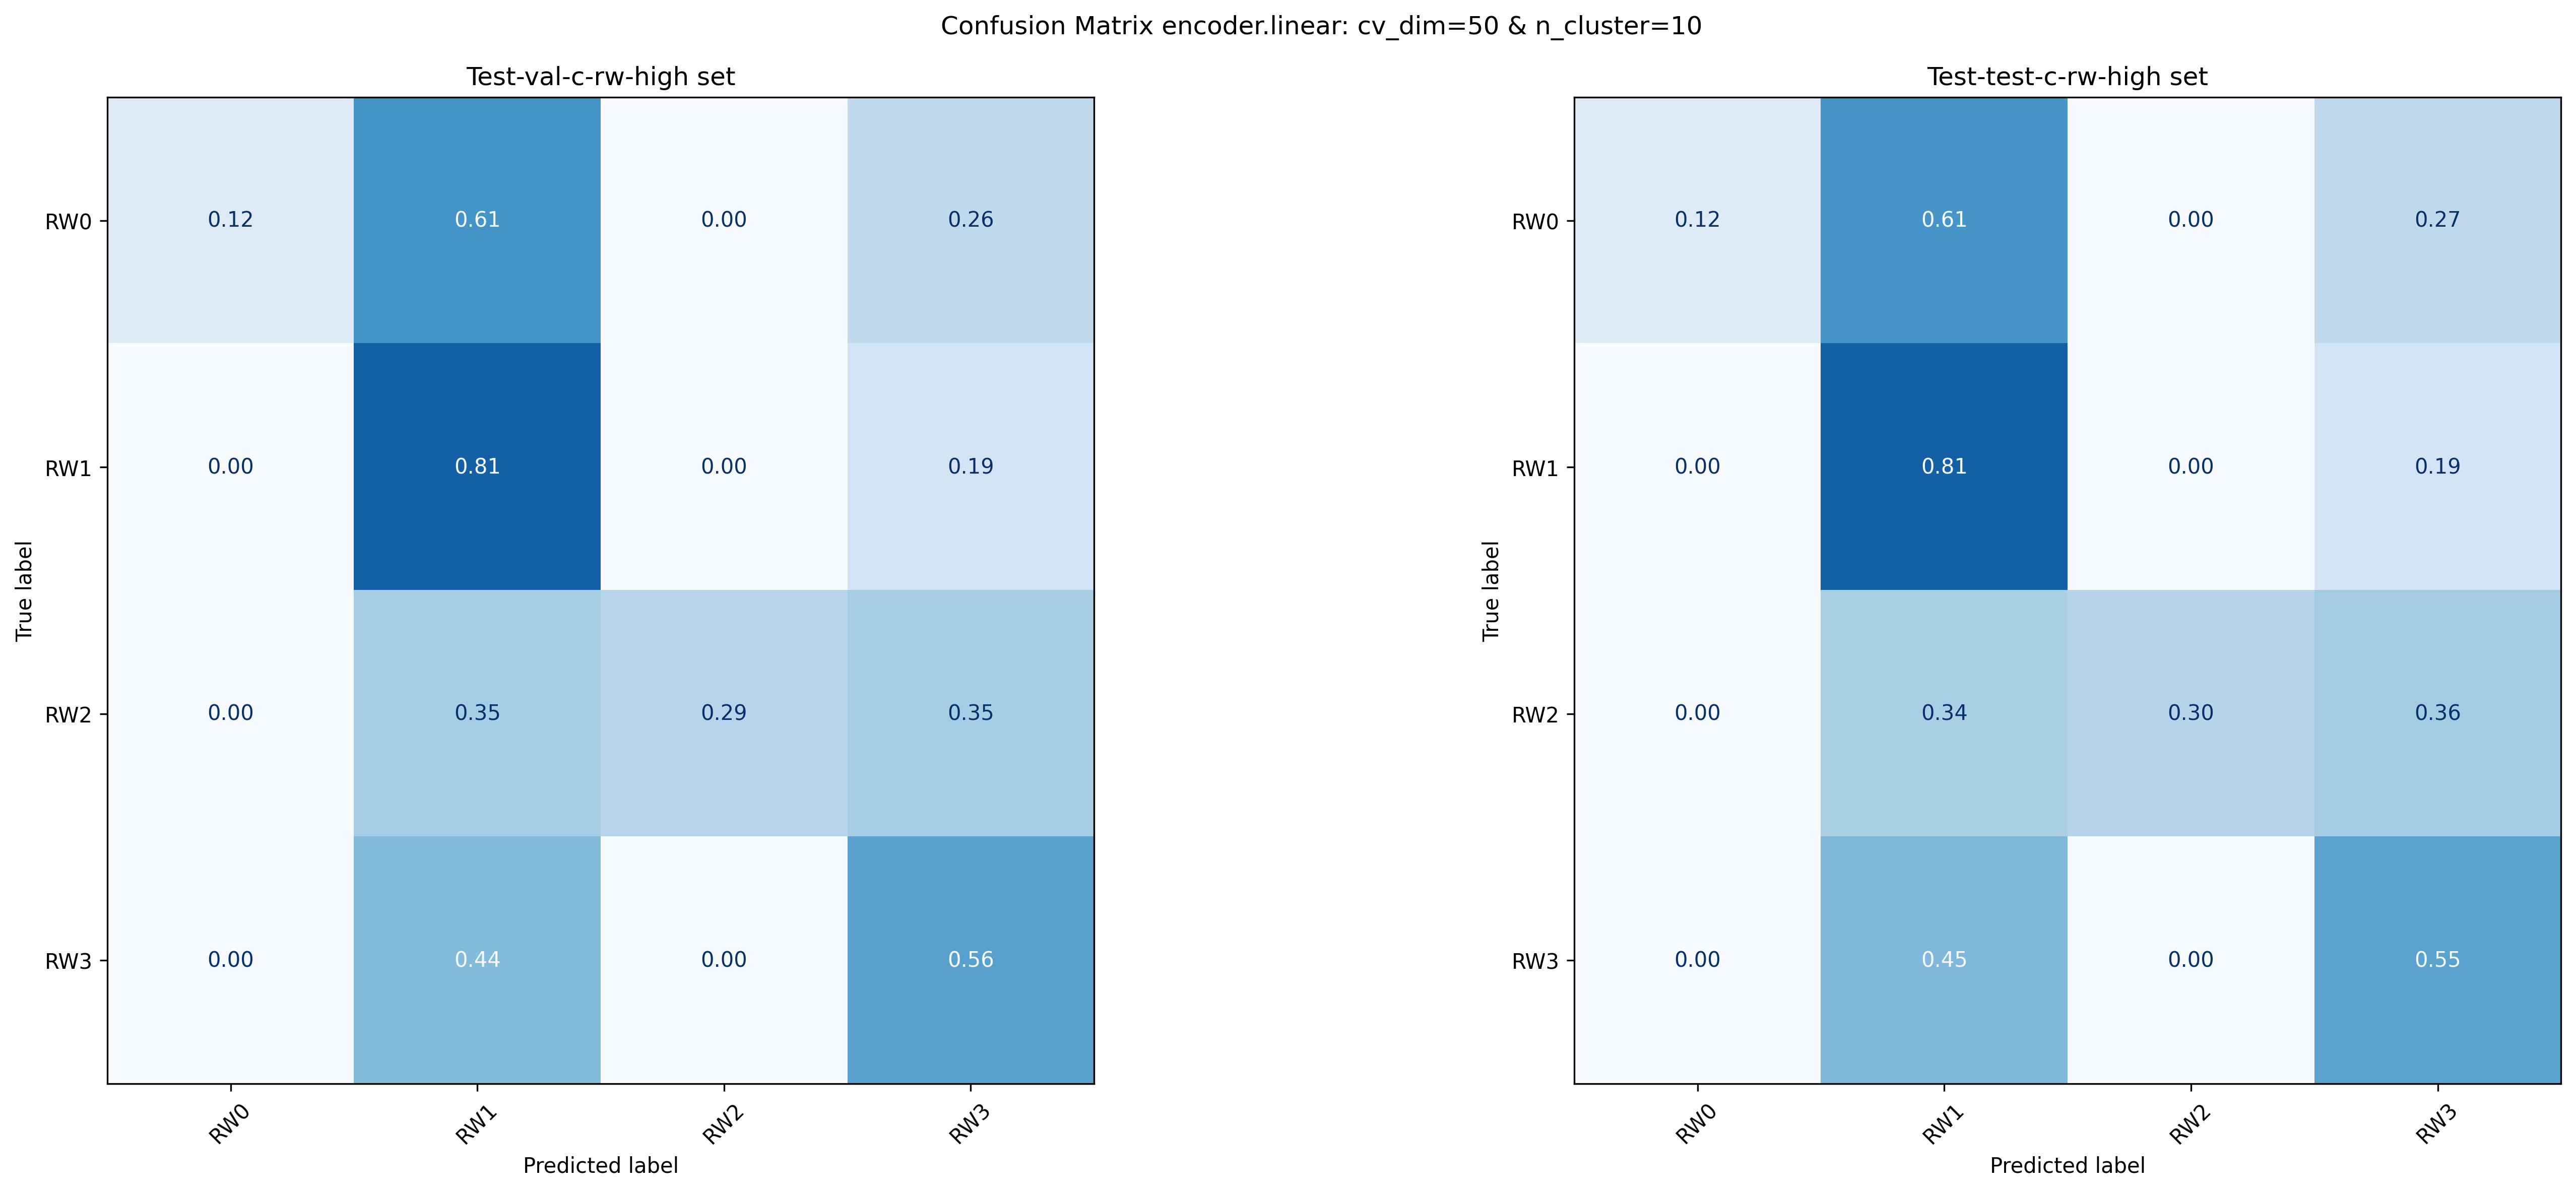 Confusion Matrix encoder.linear: cv_dim=50 & n_cluster=10
Test-val-c-rw-high set
True label
RW0
0.12 0.61 0.00 0.26
RW1
0.00 0.81 0.00 0.19
RW2
0.00 0.35 0.29 0.35
RW3
0.00 0.44 0.00 0.56
RW0 RW1 RW2 RW3
Predicted label
Test-test-c-rw-high set
True label
RW0
0.12 0.61 0.00 0.27
RW1
0.00 0.81 0.00 0.19
RW2
0.00 0.34 0.30 0.36
RW3
0.00 0.45 0.00 0.55
RW0 RW1 RW2 RW3
Predicted label